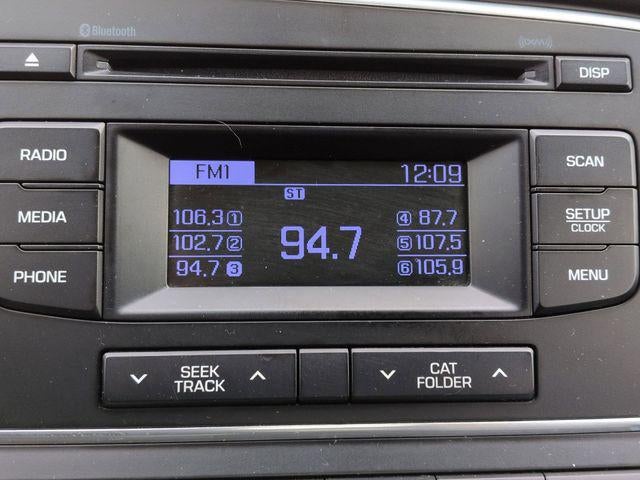 Bluetooth
((XM))
DISP
RADIO
FM1
12:09
SCAN
ST
MEDIA
106.3 1
94.7
4 87.7
SETUP
CLOCK
102.7 2
5 107.5
PHONE
94.7 3
6 105.9
MENU
SEEK
TRACK
CAT
FOLDER